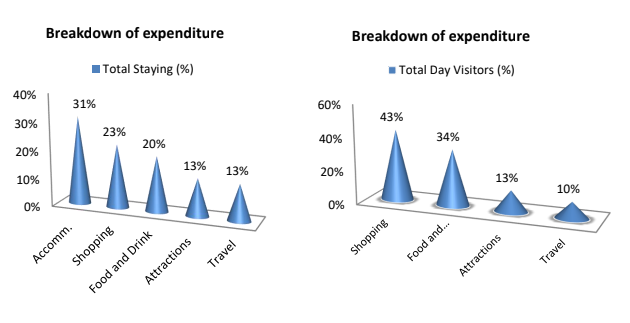 Breakdown of expenditure
Total Staying (%)
40%
30%
20%
10%
0%
31%
23%
20%
13%
13%
Accomm.
Shopping
Food and Drink
Attractions
Travel
Breakdown of expenditure
Total Day Visitors (%)
60%
40%
20%
0%
43%
34%
13%
10%
Shopping
Food and...
Attractions
Travel